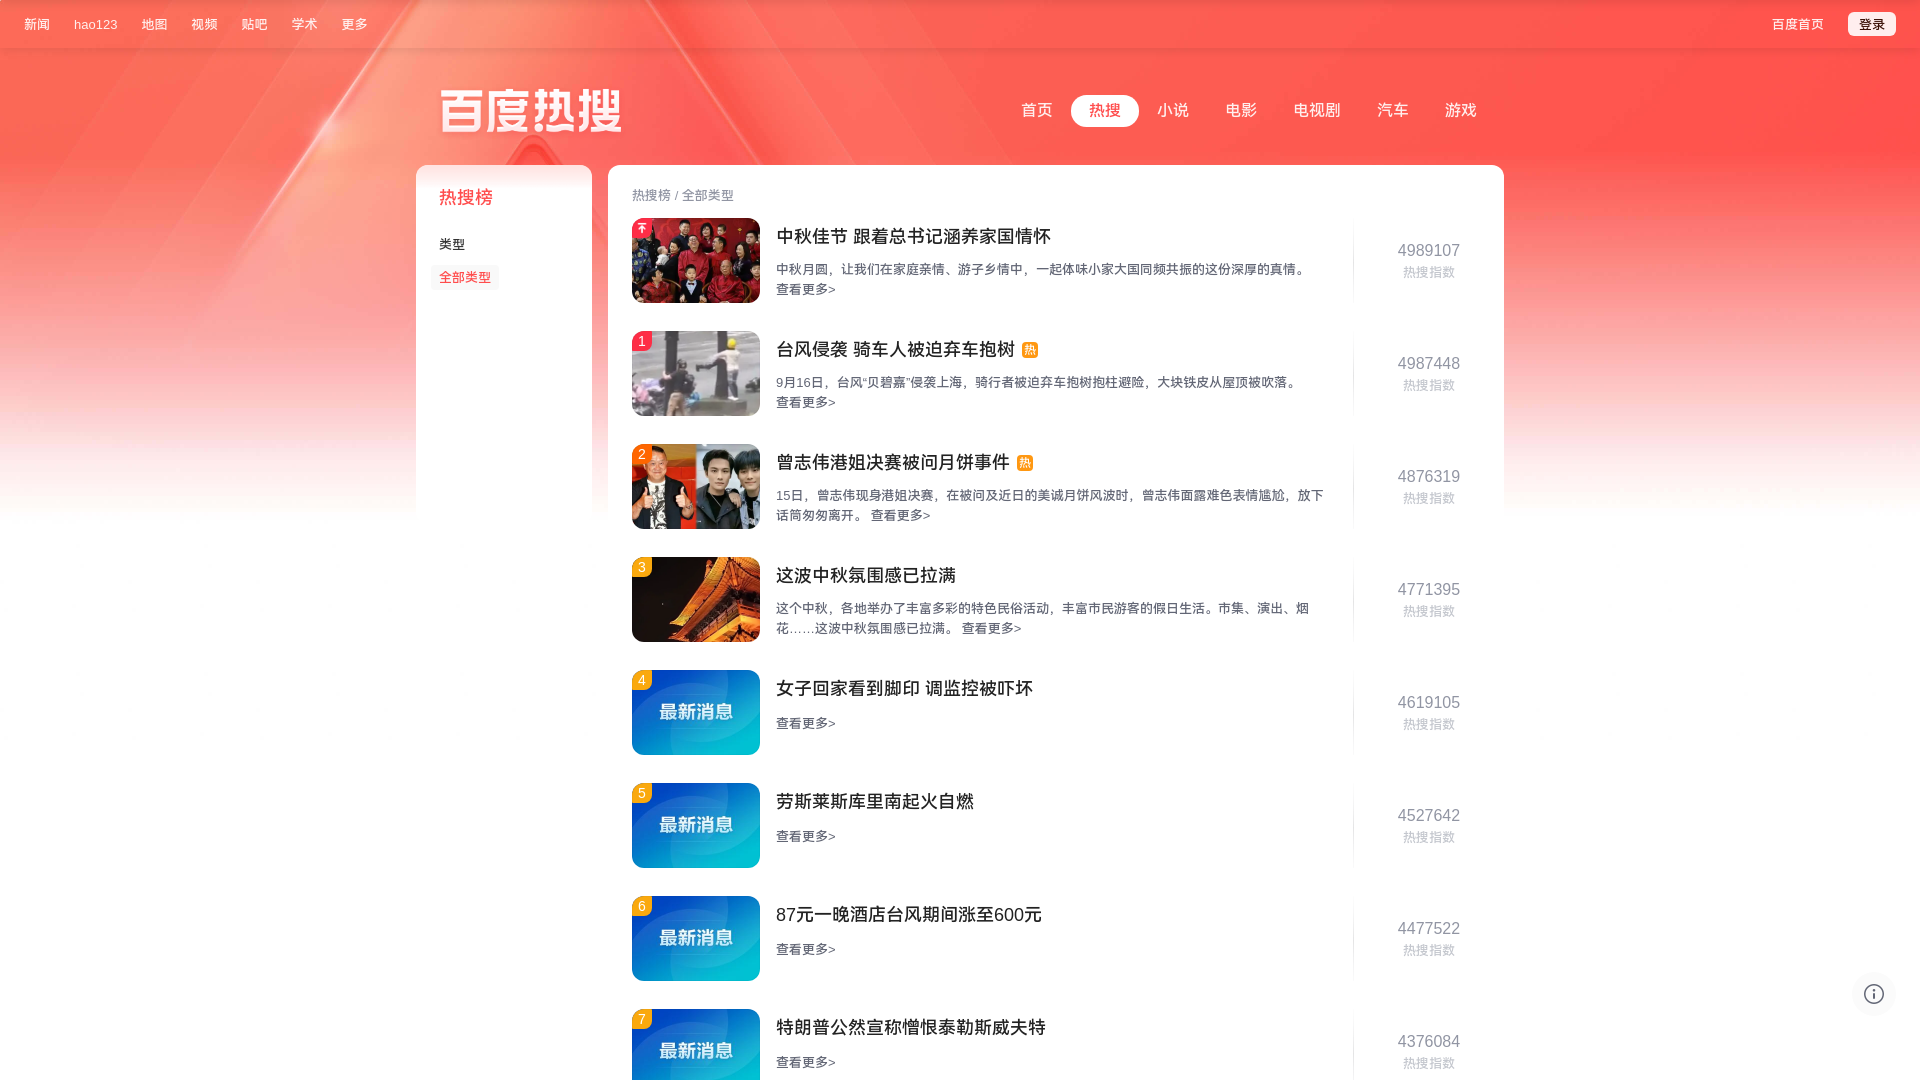 新闻 hao123 地图 视频 贴吧 学术 更多 百度首页 登录
百度热搜
首页 热搜 小说 电影 电视剧 汽车 游戏
热搜榜
类型
全部类型
热搜榜 / 全部类型
中秋佳节 跟着总书记涵养家国情怀
中秋月圆，让我们在家庭亲情、游子乡情中，一起体味小家大国同频共振的这份深厚的真情。
查看更多>
4989107
热搜指数
1
台风侵袭 骑车人被迫弃车抱树 热
9月16日，台风“贝碧嘉”侵袭上海，骑行者被迫弃车抱树抱柱避险，大块铁皮从屋顶被吹落。
查看更多>
4987448
热搜指数
2
曾志伟港姐决赛被问月饼事件 热
15日，曾志伟现身港姐决赛，在被问及近日的美诚月饼风波时，曾志伟面露难色表情尴尬，放下
话筒匆匆离开。 查看更多>
4876319
热搜指数
3
这波中秋氛围感已拉满
这个中秋，各地举办了丰富多彩的特色民俗活动，丰富市民游客的假日生活。市集、演出、烟
花……这波中秋氛围感已拉满。 查看更多>
4771395
热搜指数
4
最新消息
女子回家看到脚印 调监控被吓坏
查看更多>
4619105
热搜指数
5
最新消息
劳斯莱斯库里南起火自燃
查看更多>
4527642
热搜指数
6
最新消息
87元一晚酒店台风期间涨至600元
查看更多>
4477522
热搜指数
7
最新消息
特朗普公然宣称憎恨泰勒斯威夫特
查看更多>
4376084
热搜指数